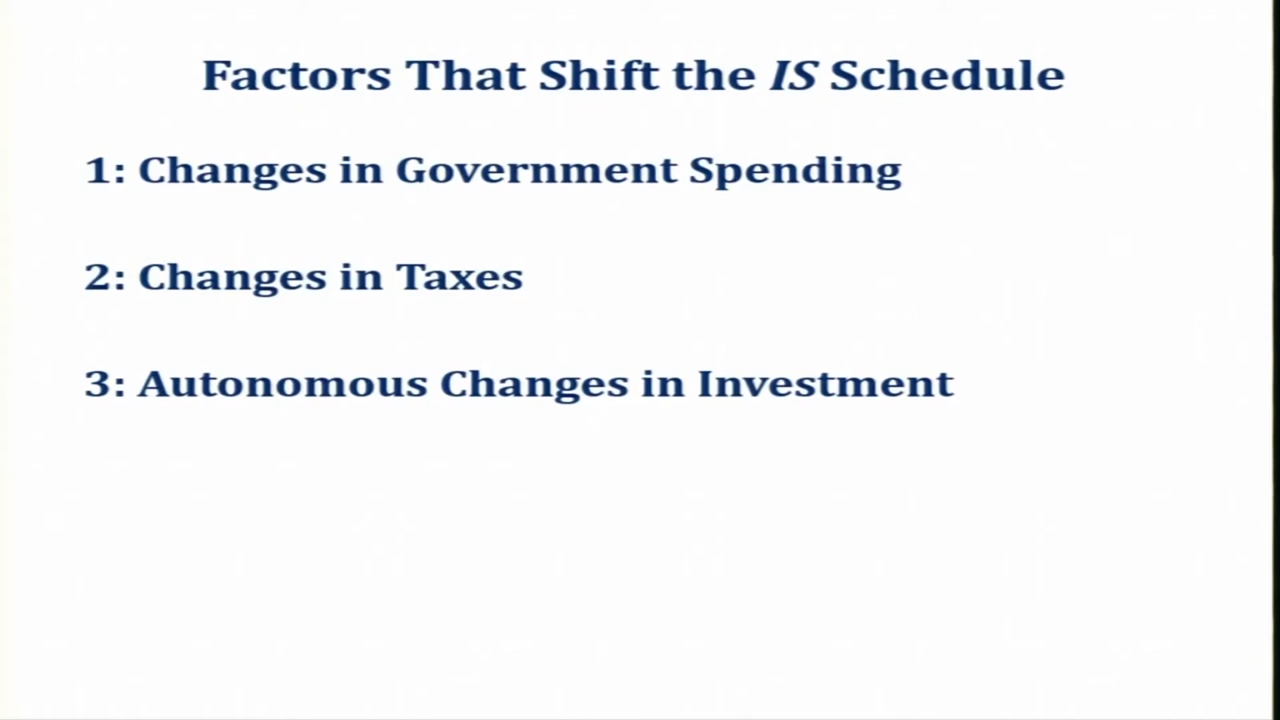 Factors That Shift the IS Schedule
1: Changes in Government Spending
2: Changes in Taxes
3: Autonomous Changes in Investment